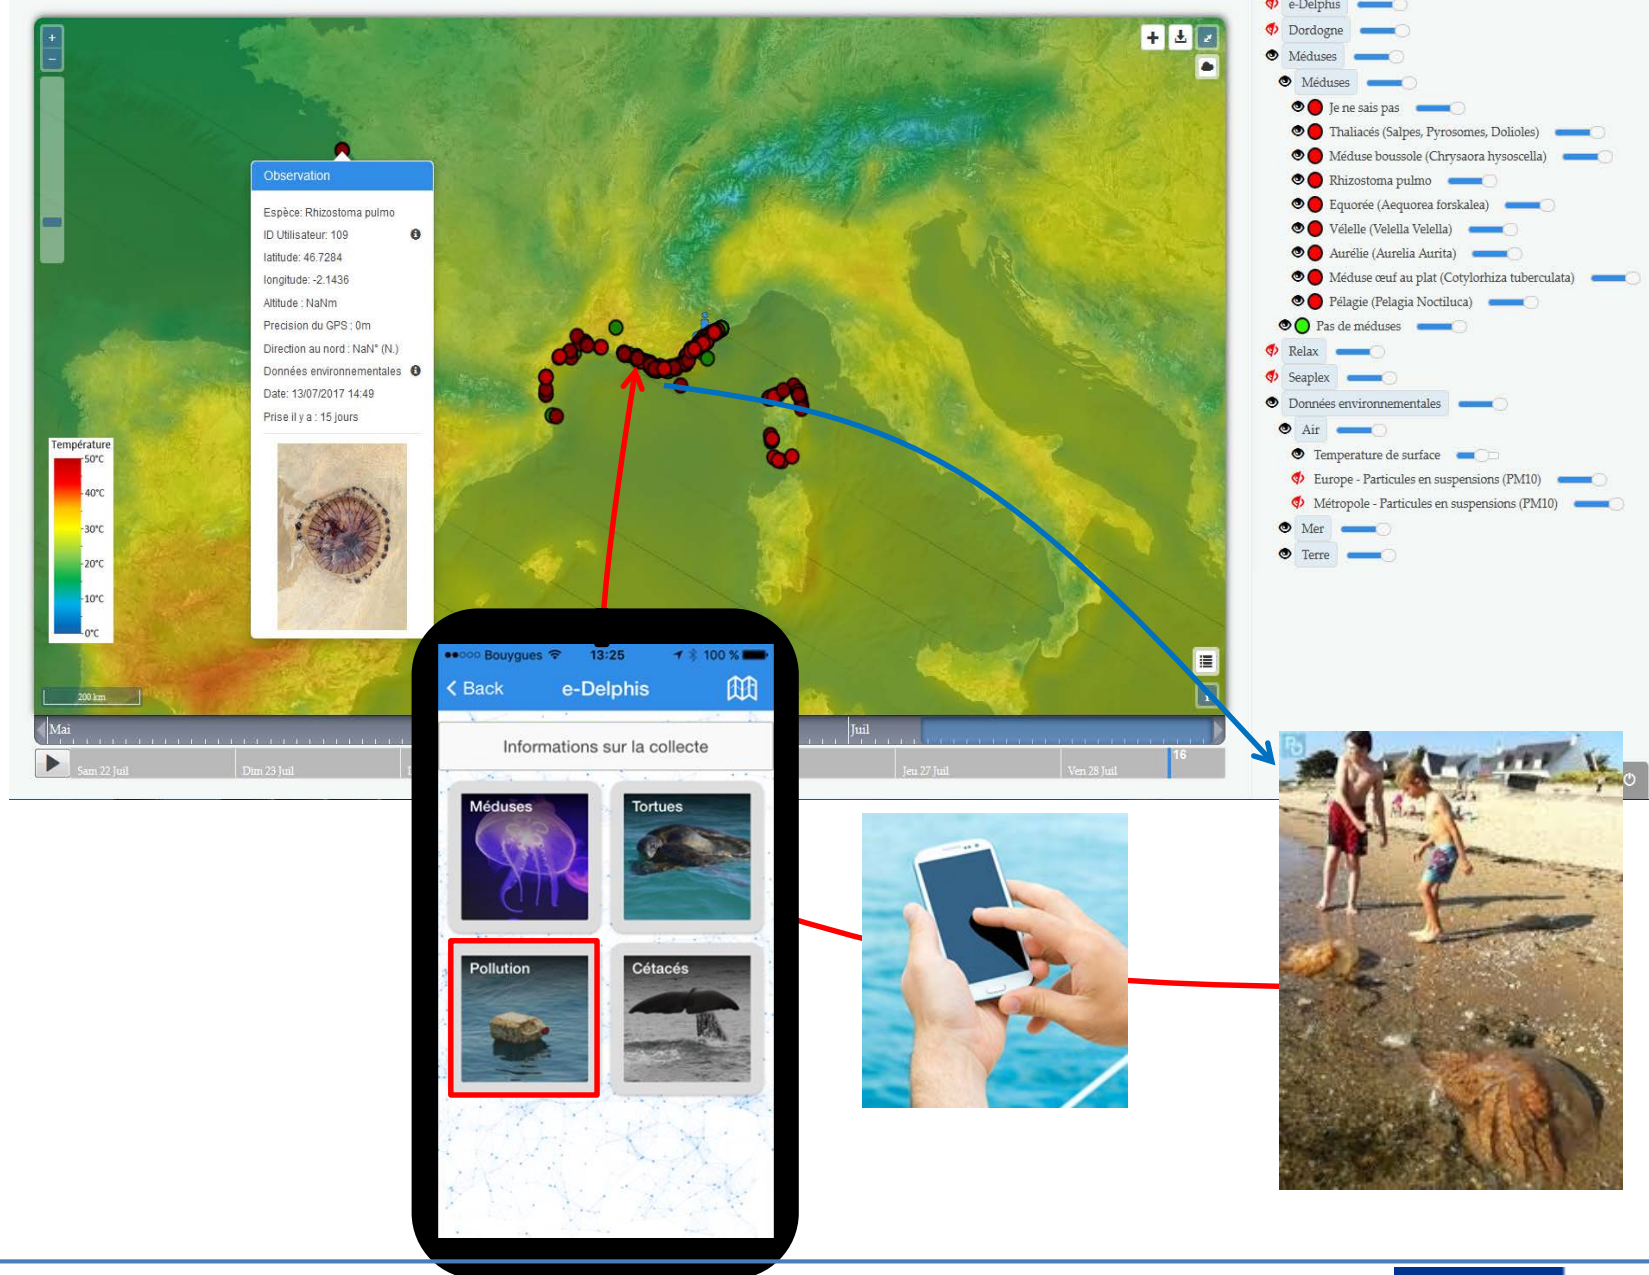 e-Delphis
Dordogne
Méduses
Méduses
Je ne sais pas
Thaliacés (Salpes, Pyrosomes, Dolioles)
Méduse boussole (Chrysaora hysoscella)
Rhizostoma pulmo
Equorée (Aequorea forskalea)
Vélelle (Velella Velella)
Aurélie (Aurelia Aurita)
Méduse œuf au plat (Cotylorhiza tuberculata)
Pélagie (Pelagia Noctiluca)
Pas de méduses
Relax
Seaplex
Données environnementales
Air
Temperature de surface
Europe - Particules en suspensions (PM10)
Métropole - Particules en suspensions (PM10)
Mer
Terre
Observation
Espèce: Rhizostoma pulmo
ID Utilisateur: 109
latitude: 46.7284
longitude: -2.1436
Altitude : NaNm
Precision du GPS : 0m
Direction au nord : NaN° (N.)
Données environnementales
Date: 13/07/2017 14:49
Prise il y a : 15 jours
Température
50°C
40°C
30°C
20°C
10°C
0°C
200 km
Mai
Juil
Sam 22 Juil
Dim 23 Juil
Jeu 27 Juil
Ven 28 Juil
16
Bouygues 13:25 100 %
Back e-Delphis
Informations sur la collecte
Méduses
Tortues
Pollution
Cétacés